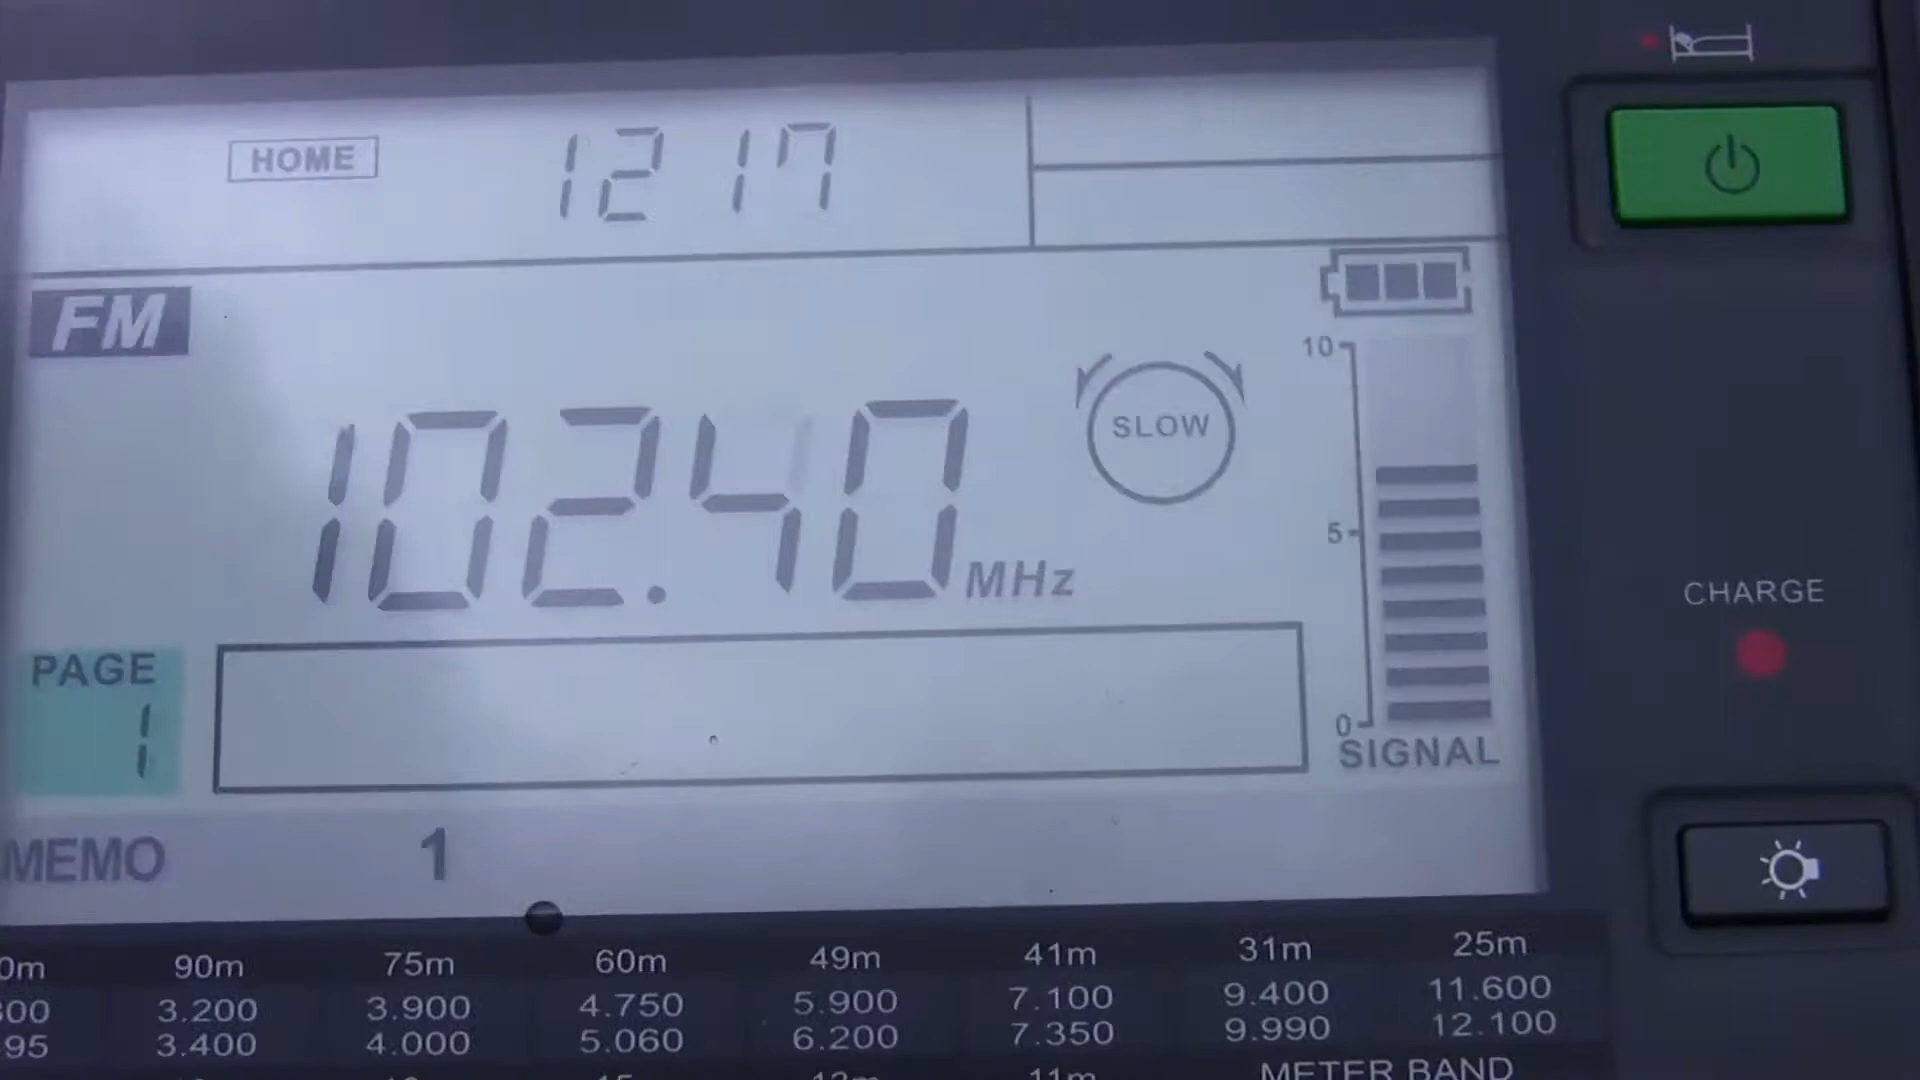 HOME 12 17
FM
10
SLOW
102.40 MHz
5
PAGE
1
0
SIGNAL
CHARGE
MEMO 1
90m 75m 60m 49m 41m 31m 25m
3.200 3.900 4.750 5.900 7.100 9.400 11.600
3.400 4.000 5.060 6.200 7.350 9.990 12.100
11m METER BAND